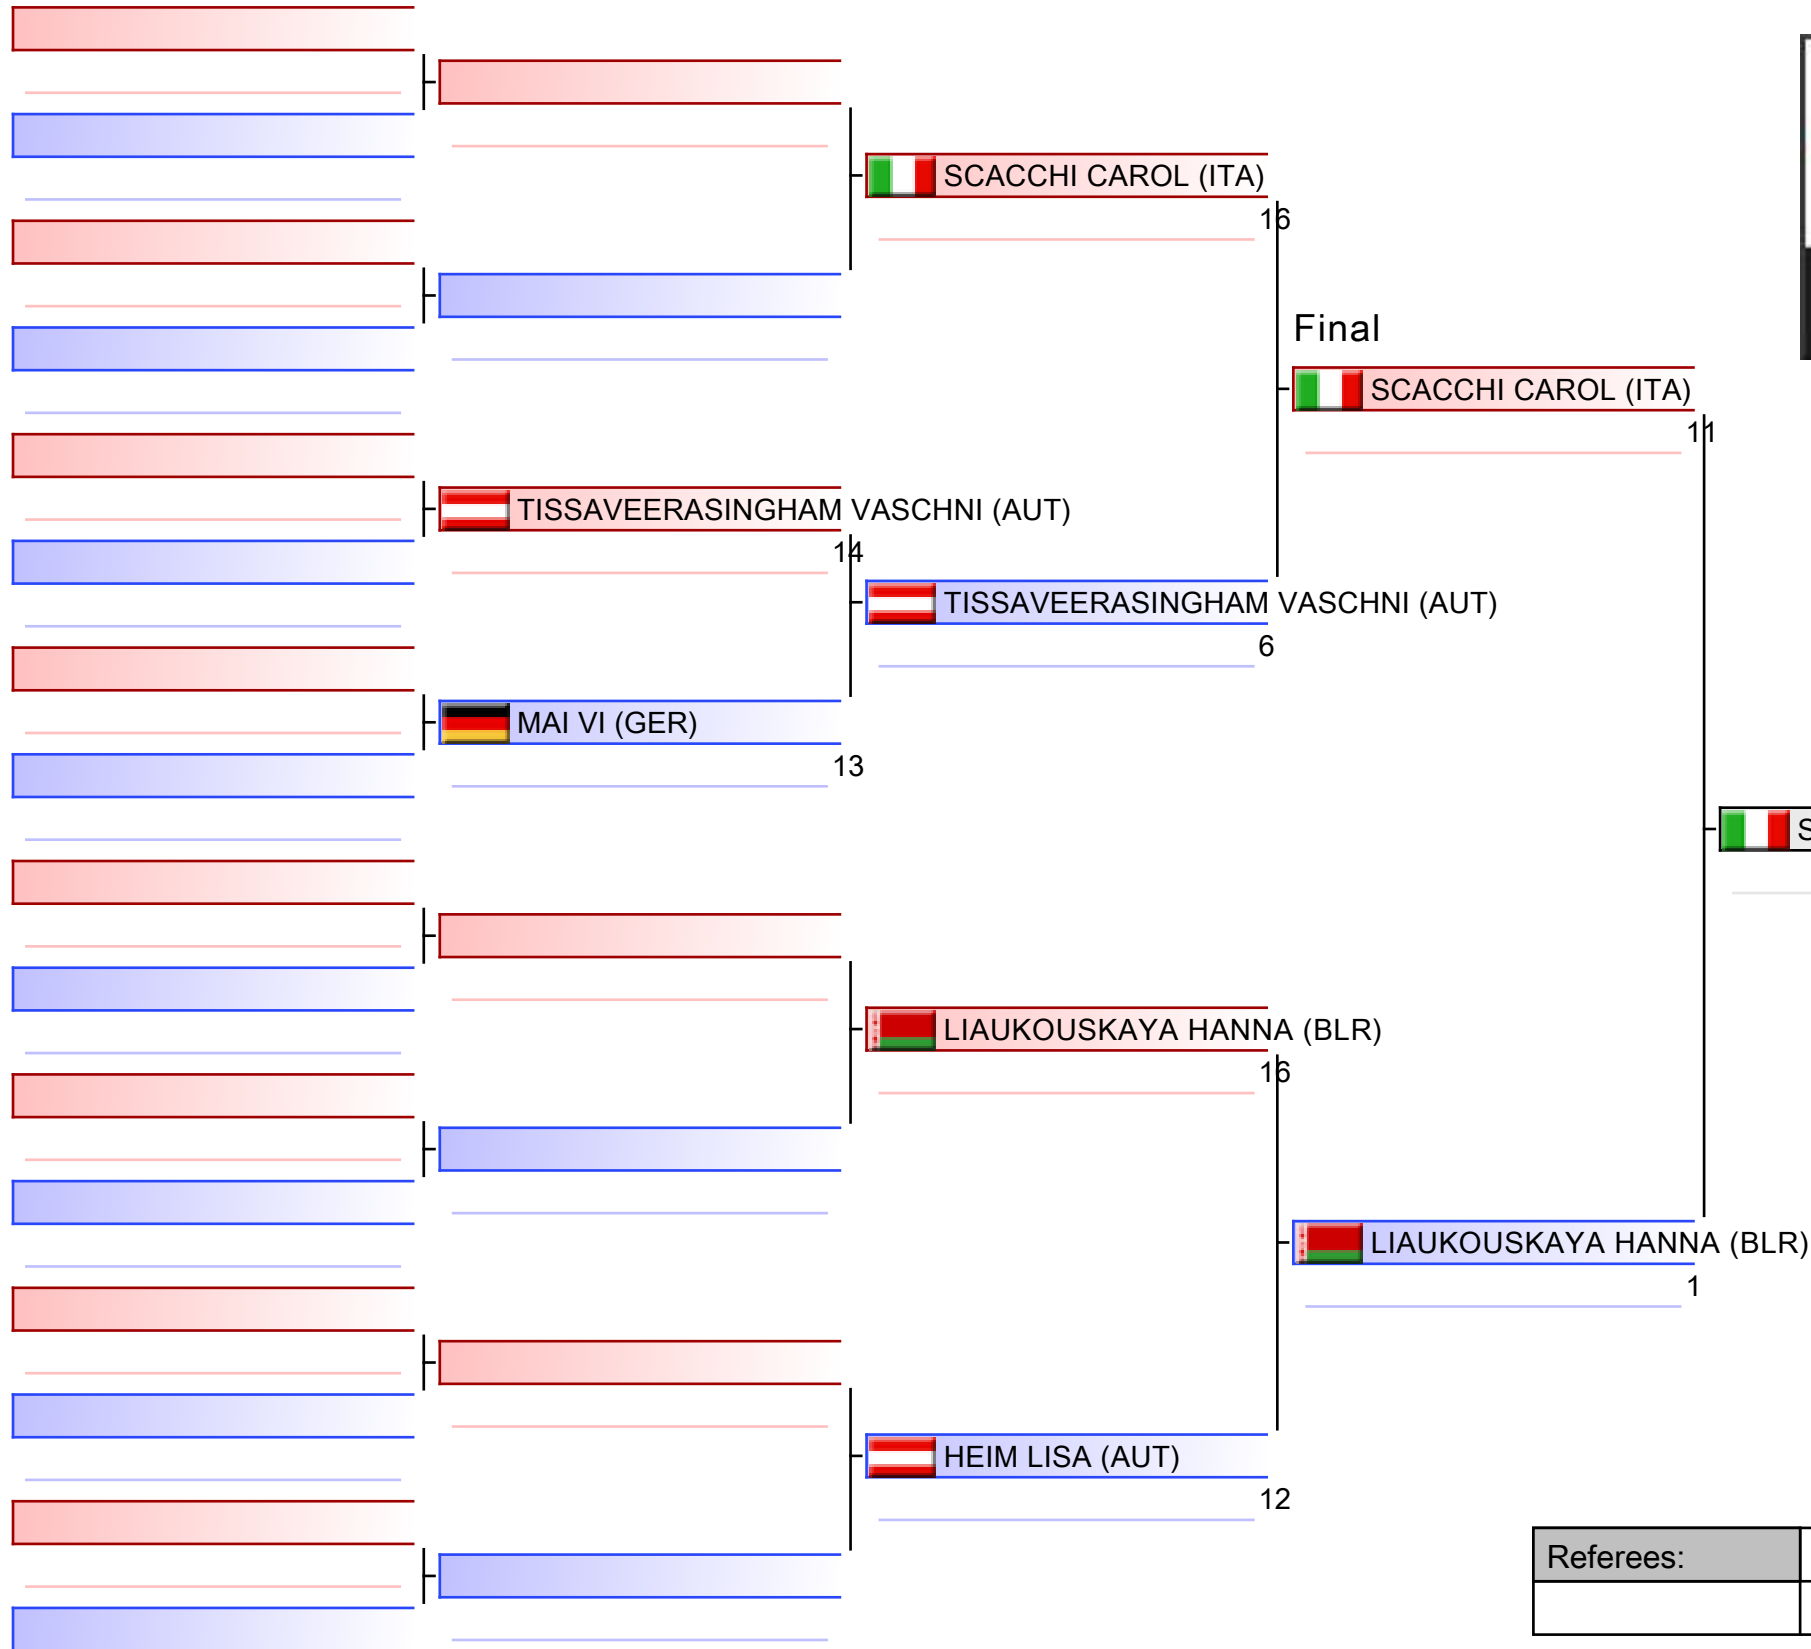 SCACCHI CAROL (ITA)
16
Final
SCACCHI CAROL (ITA)
11
TISSAVEERASINGHAM VASCHNI (AUT)
14
TISSAVEERASINGHAM VASCHNI (AUT)
6
MAI VI (GER)
13
S
LIAUKOUSKAYA HANNA (BLR)
16
LIAUKOUSKAYA HANNA (BLR)
1
HEIM LISA (AUT)
12
Referees: